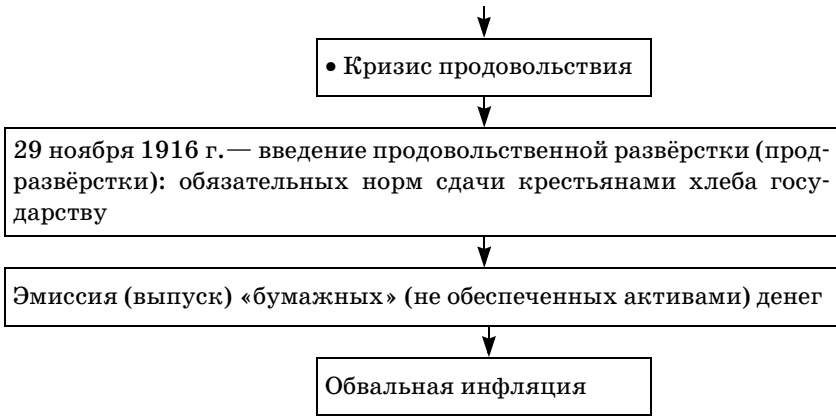 • Кризис продовольствия
29 ноября 1916 г.— введение продовольственной развёрстки (прод-
развёрстки): обязательных норм сдачи крестьянами хлеба госу-
дарству
Эмиссия (выпуск) «бумажных» (не обеспеченных активами) денег
Обвальная инфляция